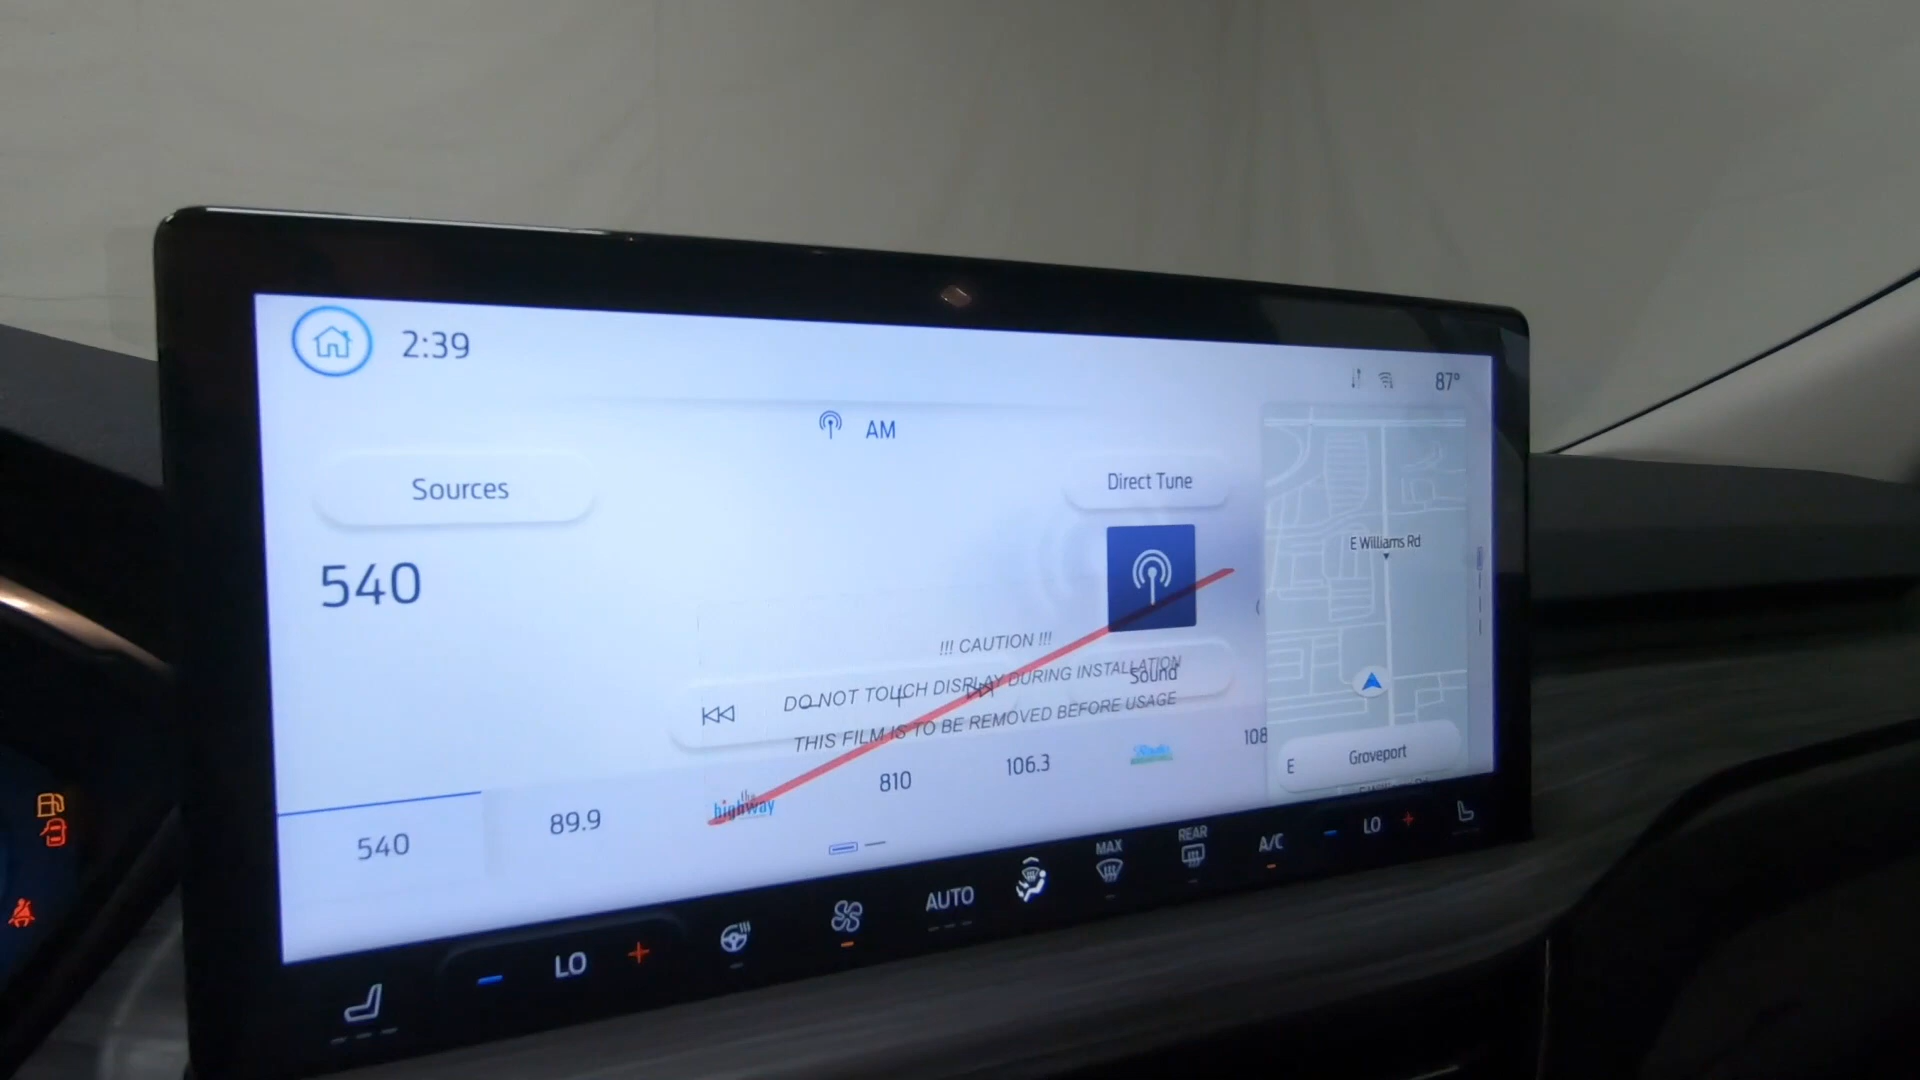 2:39
87°
AM
Sources
Direct Tune
540
E Williams Rd
!!! CAUTION !!!
DO NOT TOUCH DISPLAY DURING INSTALLATION
Sound
THIS FILM IS TO BE REMOVED BEFORE USAGE
540
89.9
the highway
810
106.3
108
E
Groveport
LO
AUTO
MAX
REAR
A/C
LO